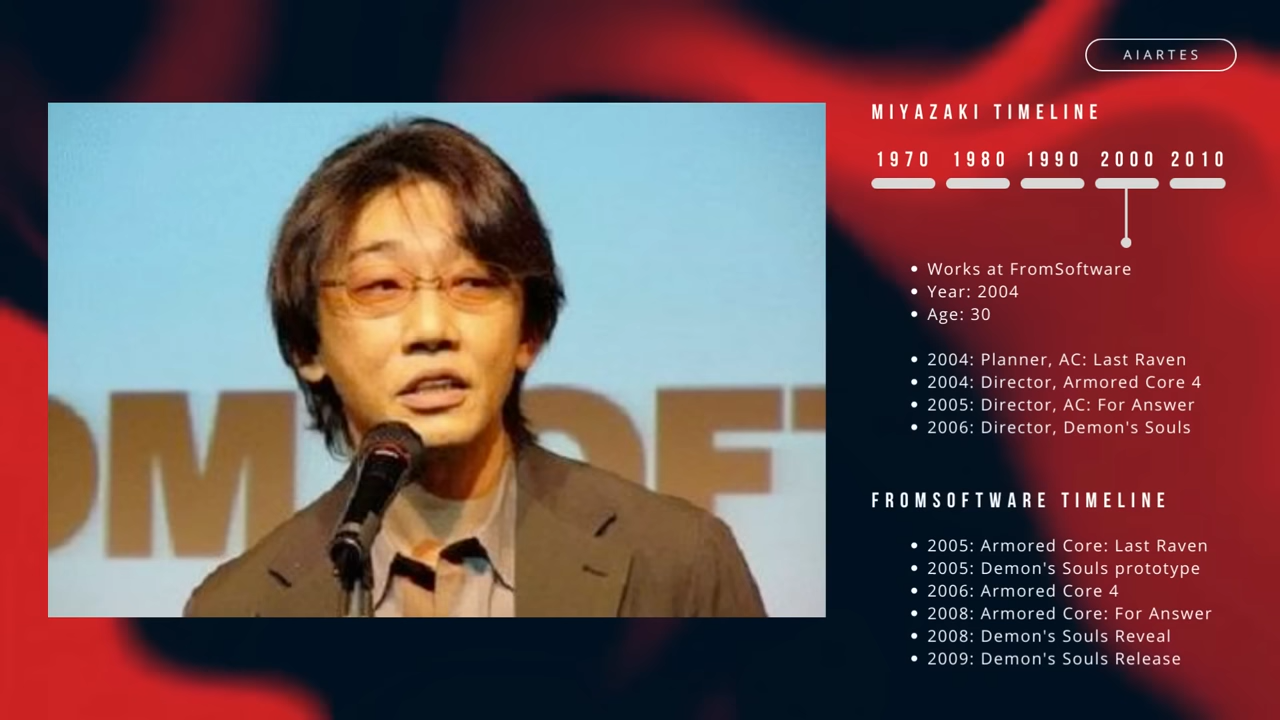 AIARTES
MIYAZAKI TIMELINE
1970 1980 1990 2000 2010
• Works at FromSoftware
• Year: 2004
• Age: 30
• 2004: Planner, AC: Last Raven
• 2004: Director, Armored Core 4
• 2005: Director, AC: For Answer
• 2006: Director, Demon's Souls
FROMSOFTWARE TIMELINE
• 2005: Armored Core: Last Raven
• 2005: Demon's Souls prototype
• 2006: Armored Core 4
• 2008: Armored Core: For Answer
• 2008: Demon's Souls Reveal
• 2009: Demon's Souls Release
OM SOFT